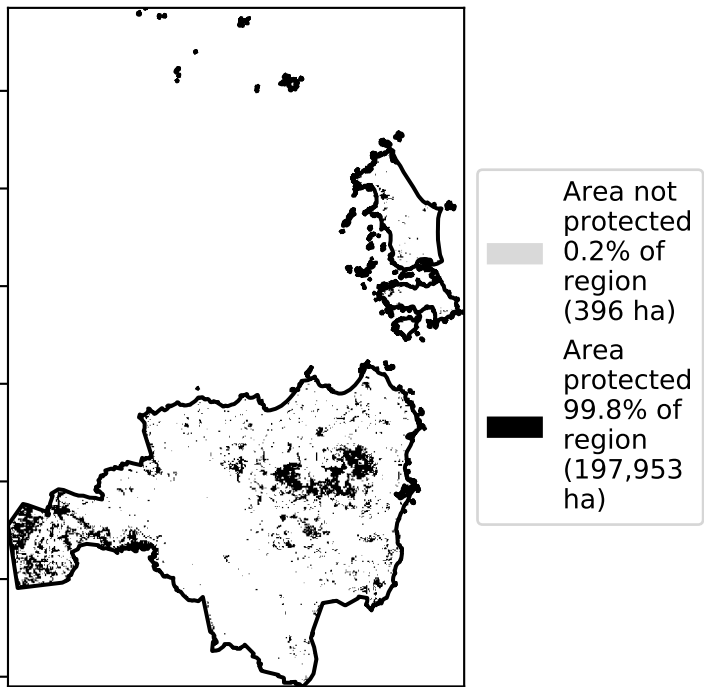 Area not
protected
0.2% of
region
(396 ha)
Area
protected
99.8% of
region
(197,953
ha)